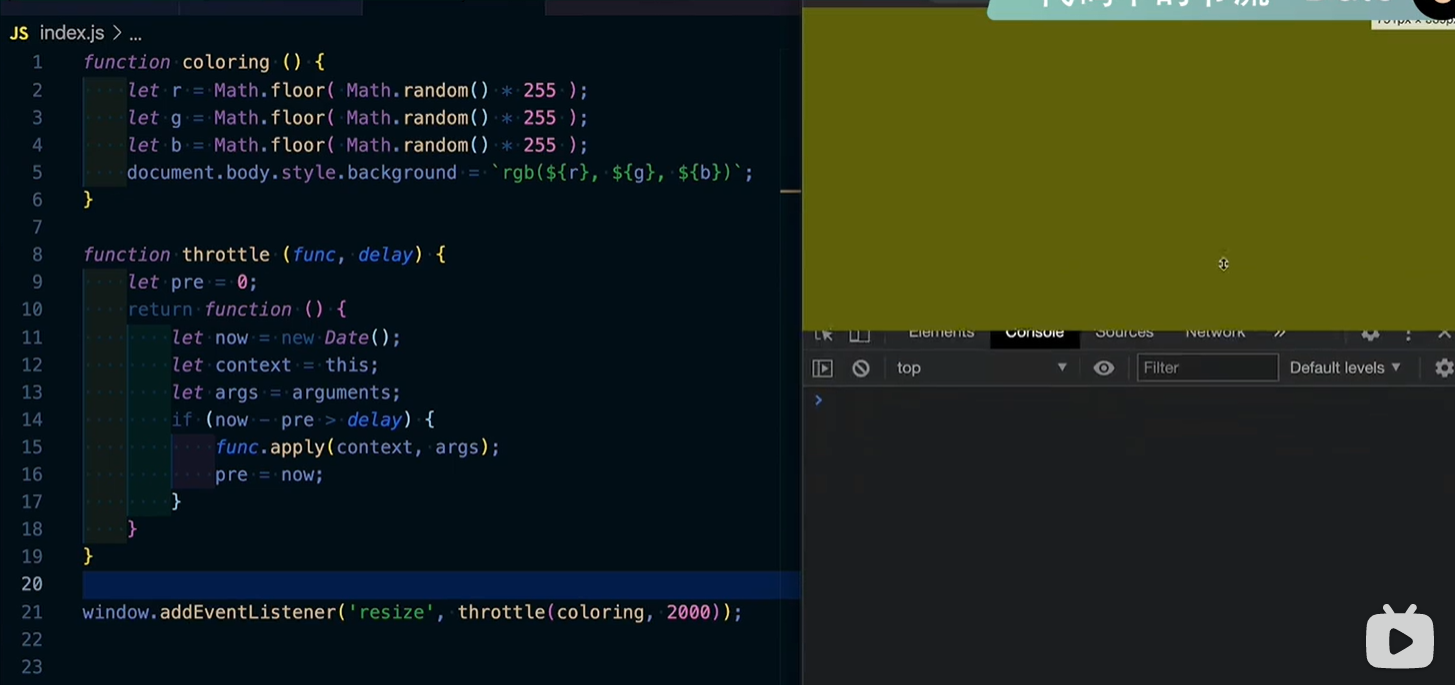 JS index.js > ...
1 function coloring () {
2 let r = Math.floor( Math.random() * 255 );
3 let g = Math.floor( Math.random() * 255 );
4 let b = Math.floor( Math.random() * 255 );
5 document.body.style.background = `rgb(${r}, ${g}, ${b})`;
6 }
7
8 function throttle (func, delay) {
9 let pre = 0;
10 return function () {
11 let now = new Date();
12 let context = this;
13 let args = arguments;
14 if (now - pre > delay) {
15 func.apply(context, args);
16 pre = now;
17 }
18 }
19 }
20
21 window.addEventListener('resize', throttle(coloring, 2000));
22
23
Elements Console Sources Network »
top Filter Default levels